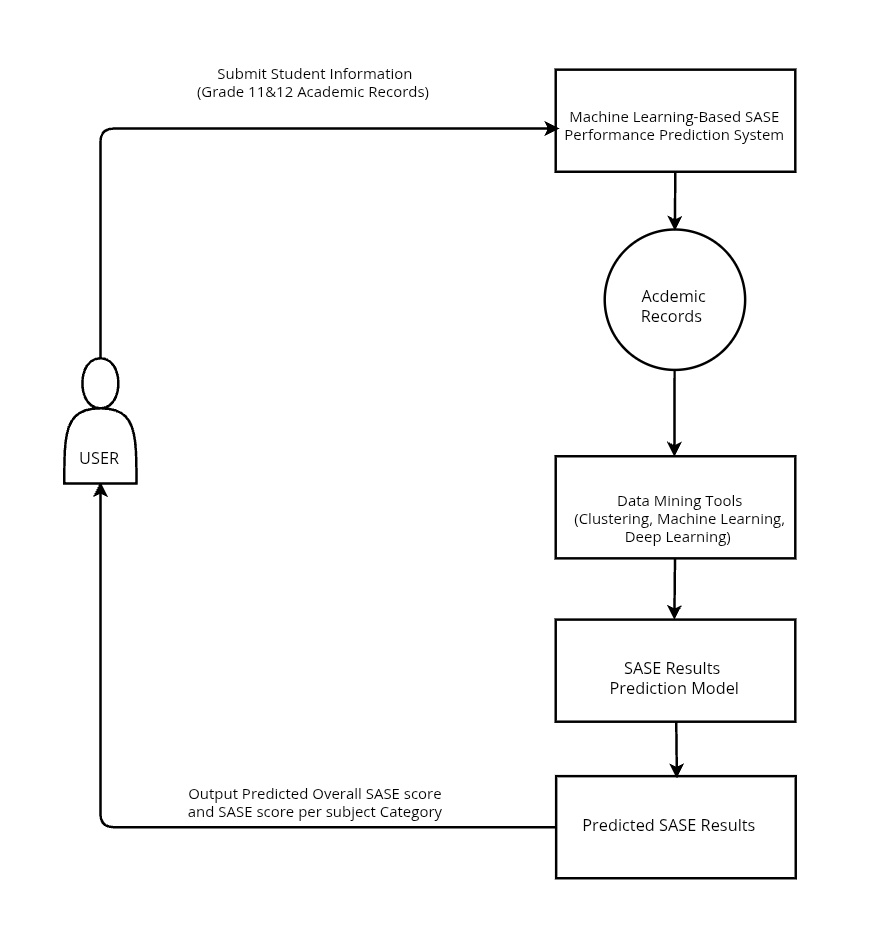 Submit Student Information
(Grade 11&12 Academic Records)
Machine Learning-Based SASE
Performance Prediction System
Acdemic
Records
USER
Data Mining Tools
(Clustering, Machine Learning,
Deep Learning)
SASE Results
Prediction Model
Output Predicted Overall SASE score
and SASE score per subject Category
Predicted SASE Results